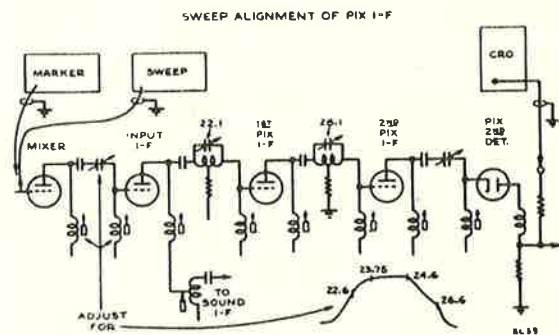 SWEEP ALIGNMENT OF PIX I-F
MARKER
SWEEP
CRO
MIXER
INPUT
I-F
22.1
1ST
PIX
I-F
26.1
2ND
PIX
I-F
PIX
2ND
DET.
ADJUST
FOR
TO
SOUND
I-F
22.6
23.75
24.6
26.6